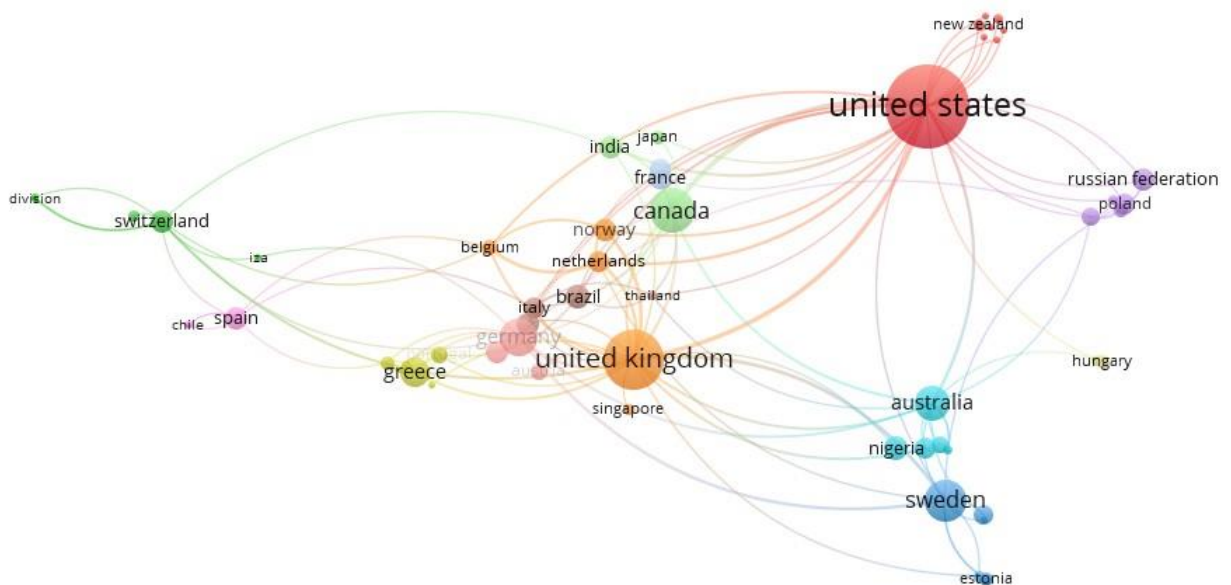 new zealand
united states
japan
india
france
russian federation
division
poland
canada
switzerland
norway
belgium
iza
netherlands
brazil
thailand
italy
spain
chile
germany
united kingdom
hungary
greece
australia
singapore
nigeria
sweden
estonia